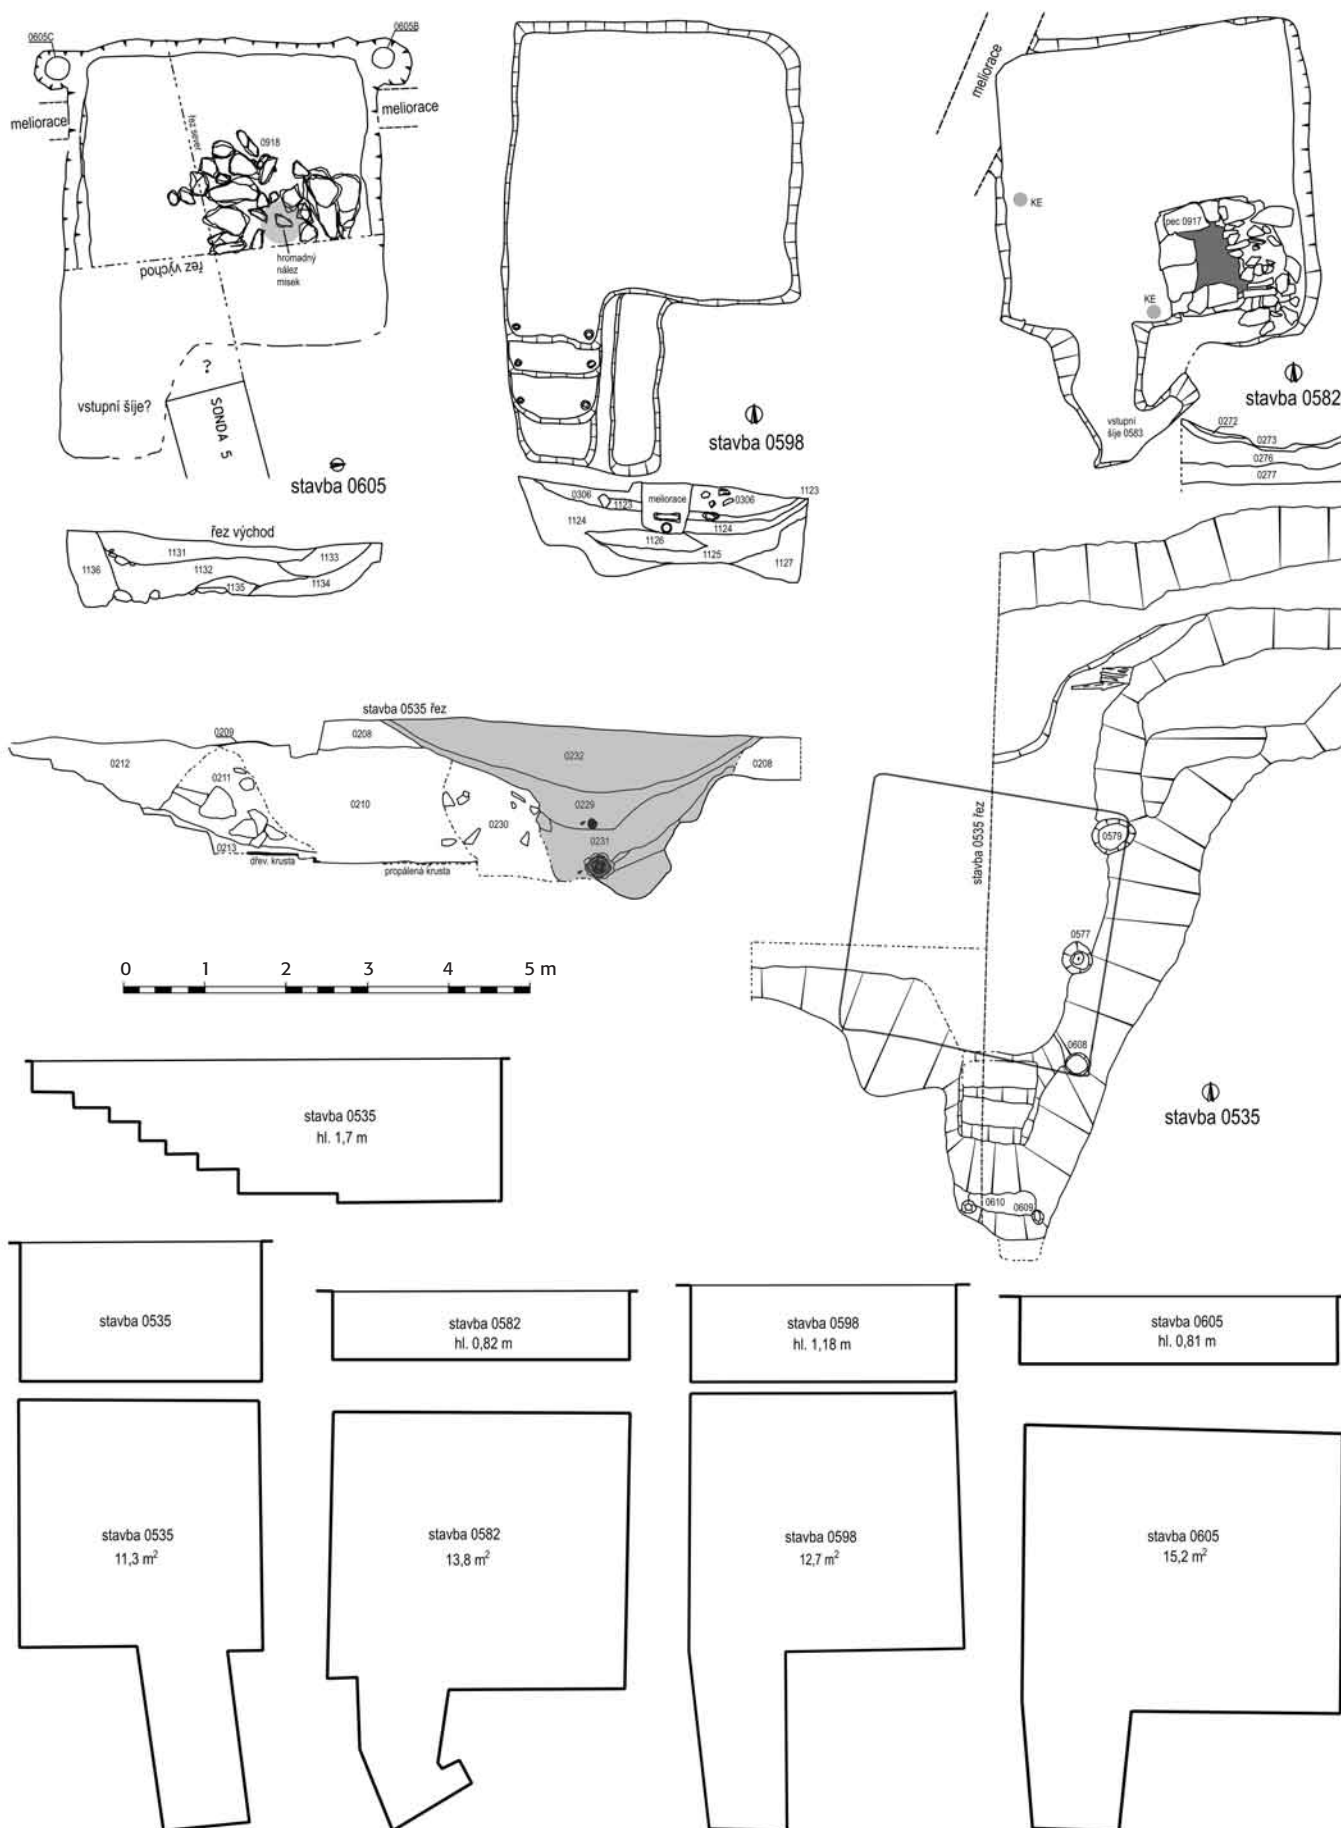 0605C
0605B
meliorace
meliorace
řez sever
0918
řez východ
hromadný
nález
misek
?
vstupní šíje?
SONDA 5
stavba 0605
řez východ
1131
1133
1136
1132
1135
1134
stavba 0598
0306
1123
meliorace
0306
1123
1124
1124
1126
1125
1127
meliorace
KE
pec 0917
KE
stavba 0582
vstupní
šíje 0583
0272
0273
0276
0277
stavba 0535 řez
0209
0208
0212
0211
0232
0208
0210
0229
0230
0231
0213
dřev. krusta
propálená krusta
0 1 2 3 4 5 m
stavba 0535 řez
0579
0577
0608
0610
0609
stavba 0535
stavba 0535
hl. 1,7 m
stavba 0535
stavba 0582
hl. 0,82 m
stavba 0598
hl. 1,18 m
stavba 0605
hl. 0,81 m
stavba 0535
11,3 m²
stavba 0582
13,8 m²
stavba 0598
12,7 m²
stavba 0605
15,2 m²